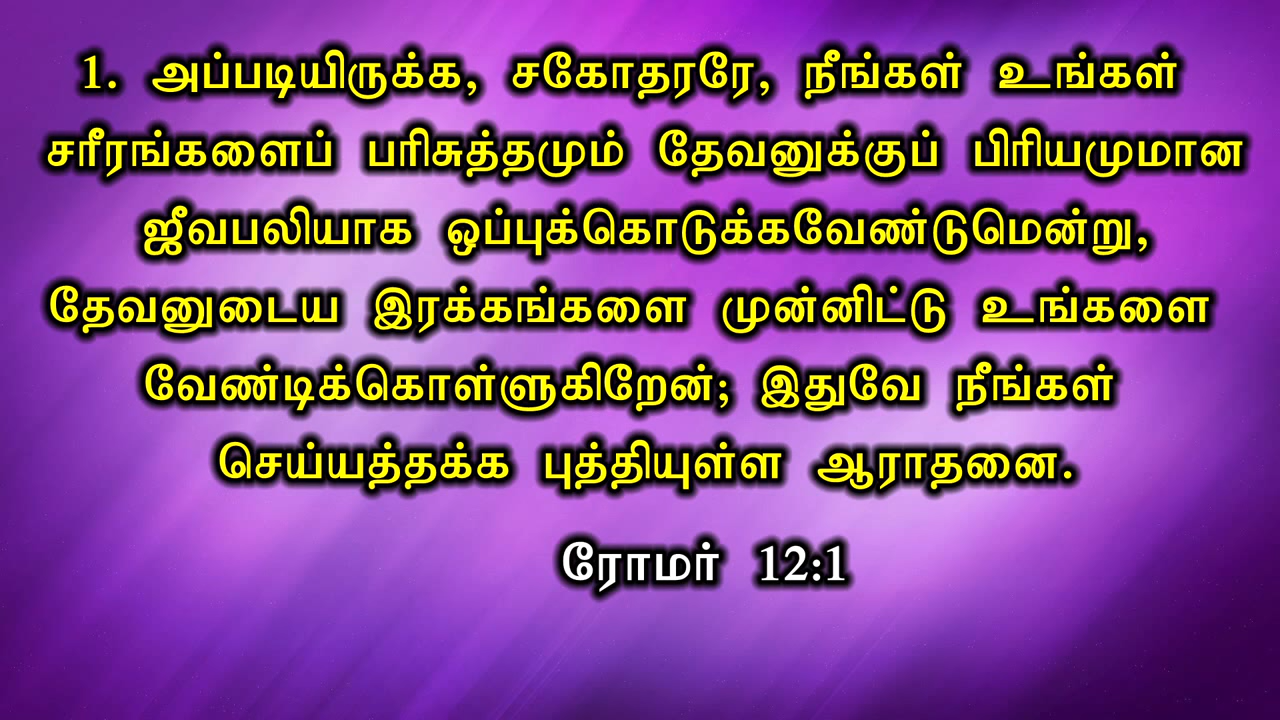 1. அப்படியிருக்க, சகோதரரே, நீங்கள் உங்கள்
சரீரங்களைப் பரிசுத்தமும் தேவனுக்குப் பிரியமுமான
ஜீவபலியாக ஒப்புக்கொடுக்கவேண்டுமென்று,
தேவனுடைய இரக்கங்களை முன்னிட்டு உங்களை
வேண்டிக்கொள்ளுகிறேன்; இதுவே நீங்கள்
செய்யத்தக்க புத்தியுள்ள ஆராதனை.
ரோமர் 12:1